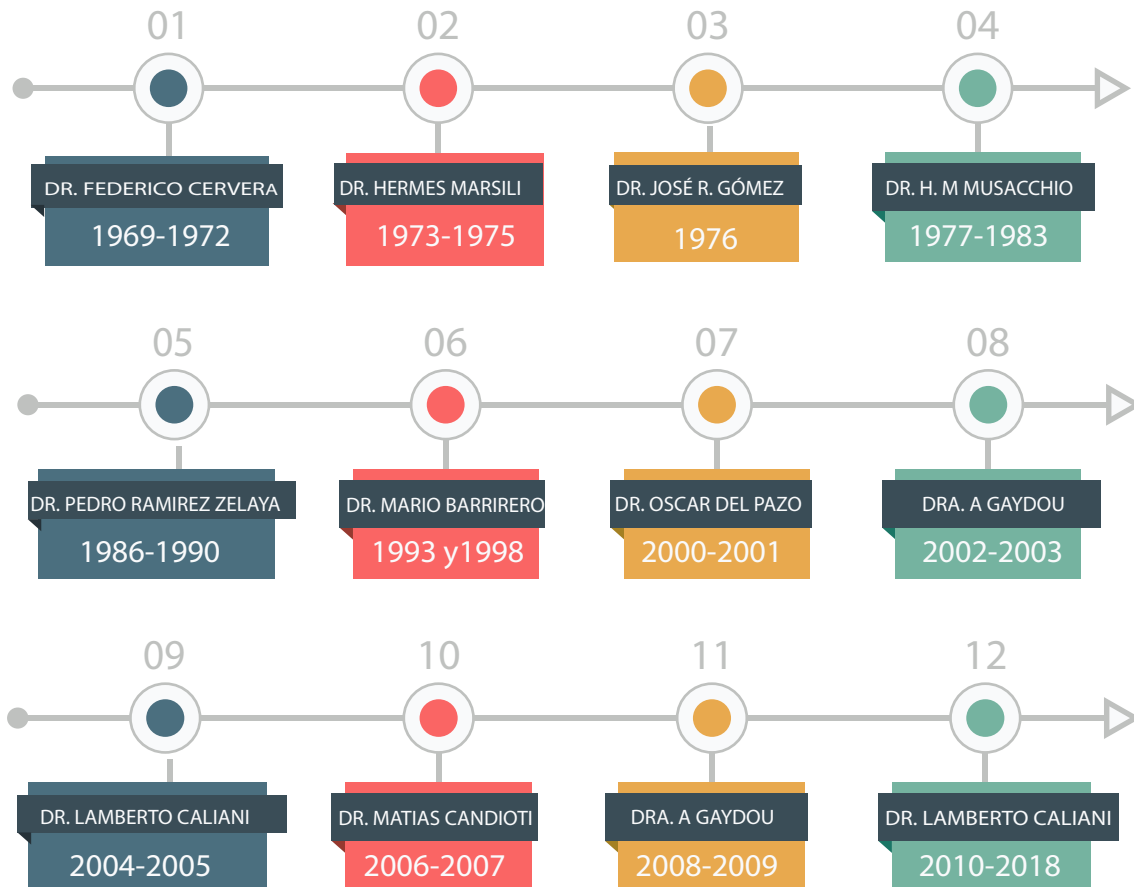 01 02 03 04
DR. FEDERICO CERVERA DR. HERMES MARSILI DR. JOSÉ R. GÓMEZ DR. H. M MUSACCHIO
1969-1972 1973-1975 1976 1977-1983
05 06 07 08
DR. PEDRO RAMIREZ ZELAYA DR. MARIO BARRIRERO DR. OSCAR DEL PAZO DRA. A GAYDOU
1986-1990 1993 y1998 2000-2001 2002-2003
09 10 11 12
DR. LAMBERTO CALIANI DR. MATIAS CANDIOTI DRA. A GAYDOU DR. LAMBERTO CALIANI
2004-2005 2006-2007 2008-2009 2010-2018